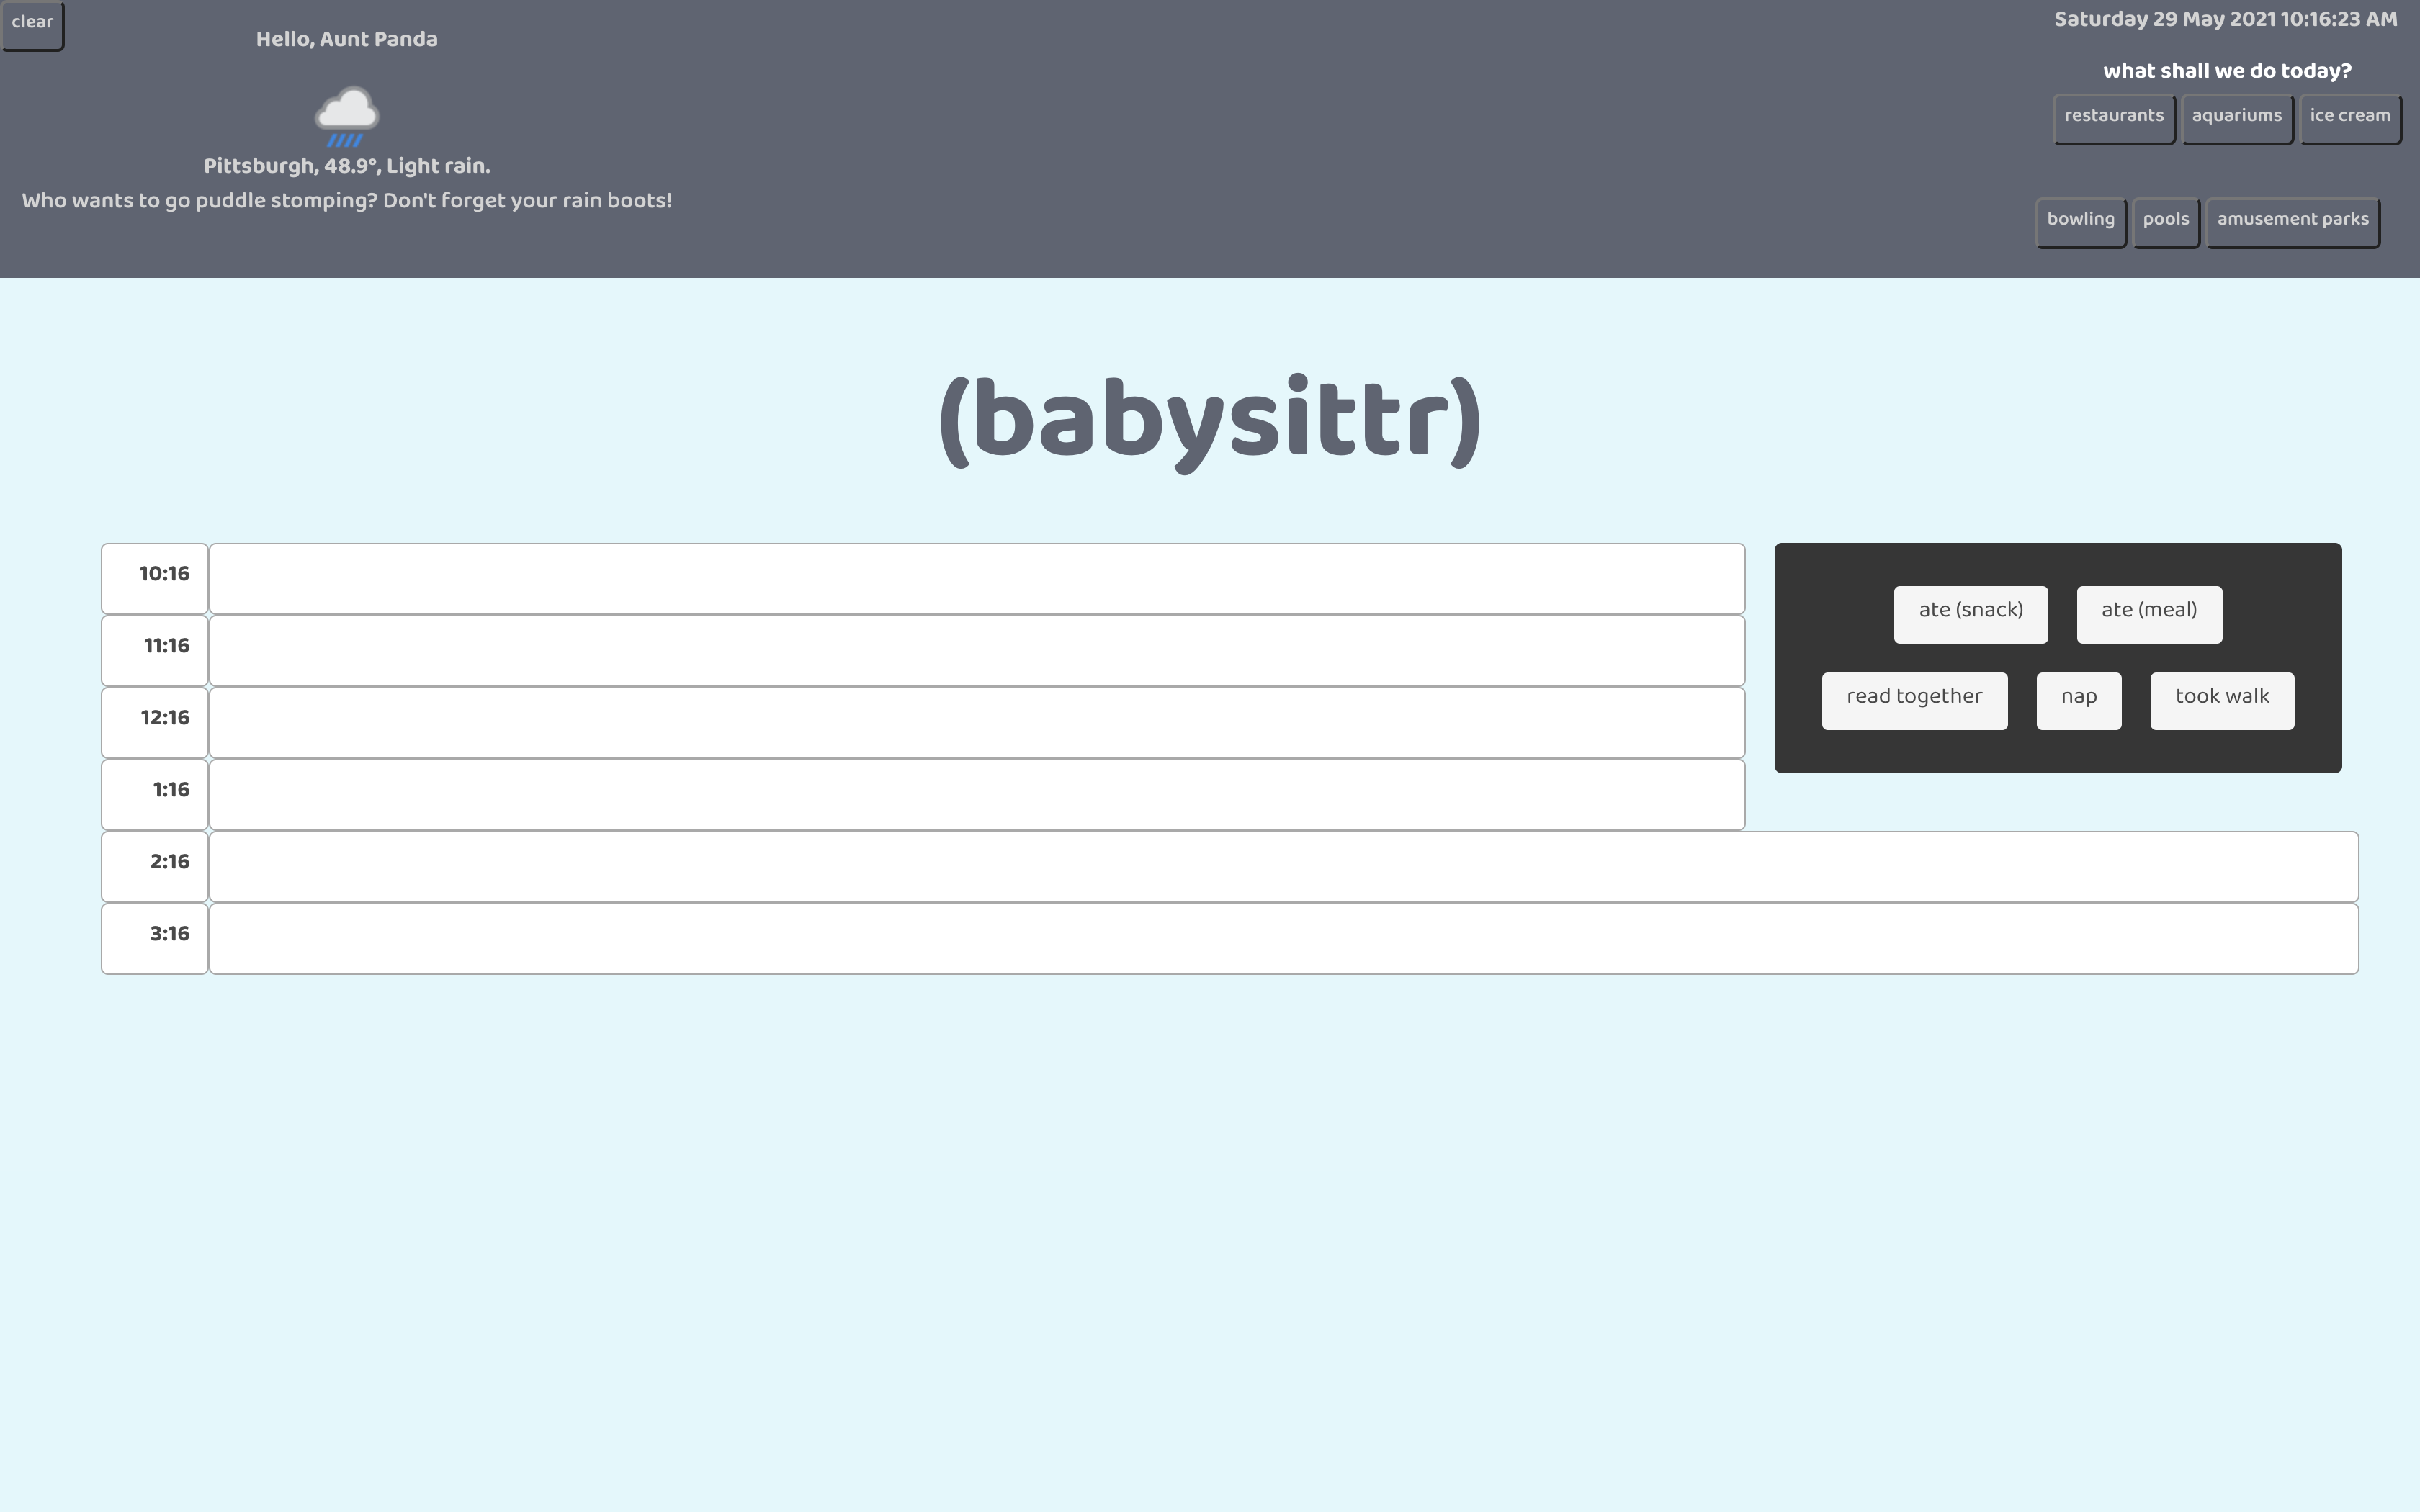 clear
Hello, Aunt Panda
Pittsburgh, 48.9°, Light rain.
Who wants to go puddle stomping? Don't forget your rain boots!
Saturday 29 May 2021 10:16:23 AM
what shall we do today?
restaurants aquariums ice cream
bowling pools amusement parks
(babysittr)
10:16
11:16
12:16
1:16
2:16
3:16
ate (snack) ate (meal)
read together nap took walk